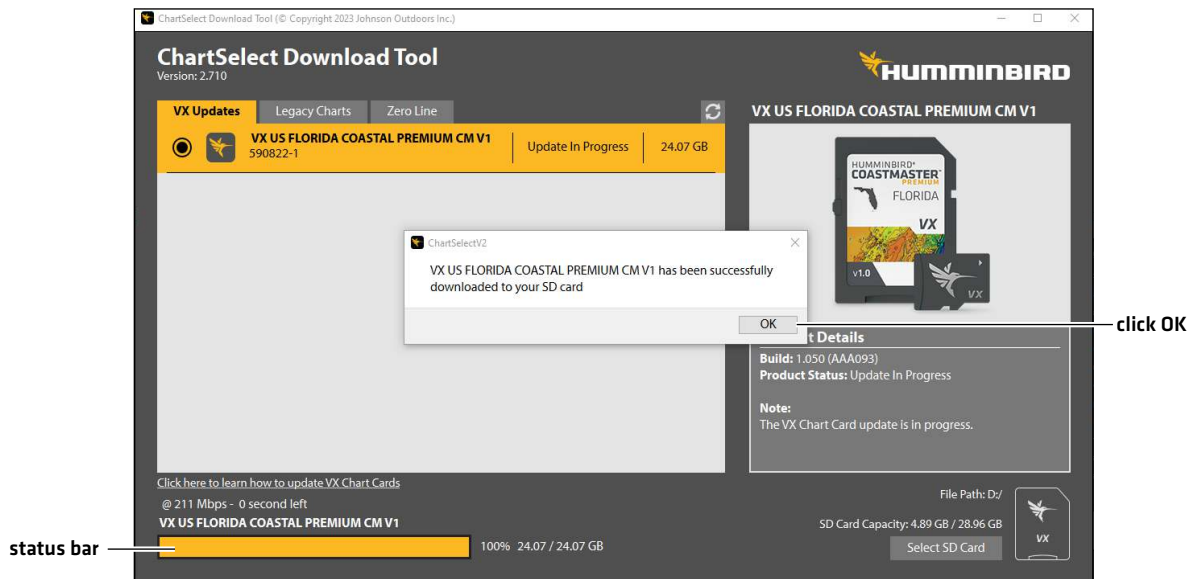 ChartSelect Download Tool (© Copyright 2023 Johnson Outdoors Inc.)
ChartSelect Download Tool
Version: 2.710
HUMMINBIRD
VX Updates
Legacy Charts
Zero Line
VX US FLORIDA COASTAL PREMIUM CM V1
VX US FLORIDA COASTAL PREMIUM CM V1
590822-1
Update In Progress
24.07 GB
HUMMINBIRD®
COASTMASTER™
PREMIUM
FLORIDA
VX
v1.0
VX
ChartSelectV2
VX US FLORIDA COASTAL PREMIUM CM V1 has been successfully
downloaded to your SD card
OK
click OK
t Details
Build: 1.050 (AAA093)
Product Status: Update In Progress
Note:
The VX Chart Card update is in progress.
Click here to learn how to update VX Chart Cards
@ 211 Mbps - 0 second left
VX US FLORIDA COASTAL PREMIUM CM V1
status bar
100% 24.07 / 24.07 GB
File Path: D:/
SD Card Capacity: 4.89 GB / 28.96 GB
Select SD Card
VX